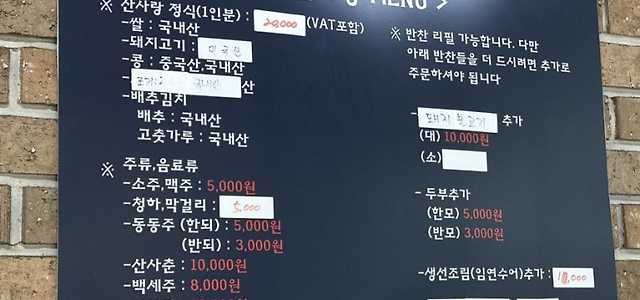 MENU >
※ 산사랑 정식(1인분) : 20,000 (VAT포함)
-쌀 : 국내산
-돼지고기 :
-콩 : 중국산,국내산
국내산 산
-배추김치
배추 : 국내산
고춧가루 : 국내산
※ 주류,음료류
-소주,맥주 : 5,000원
-청하,막걸리 : 5,000
-동동주 (한되) : 5,000원
(반되) : 3,000원
-산사춘 : 10,000원
-백세주 : 8,000원
※ 반찬 리필 가능합니다. 다만
아래 반찬들을 더 드시려면 추가로
주문하셔야 됩니다
- 돼지 불고기 추가
(대) 10,000원
(소)
- 두부추가
(한모) 5,000원
(반모) 3,000원
-생선조림(임연수어)추가 :